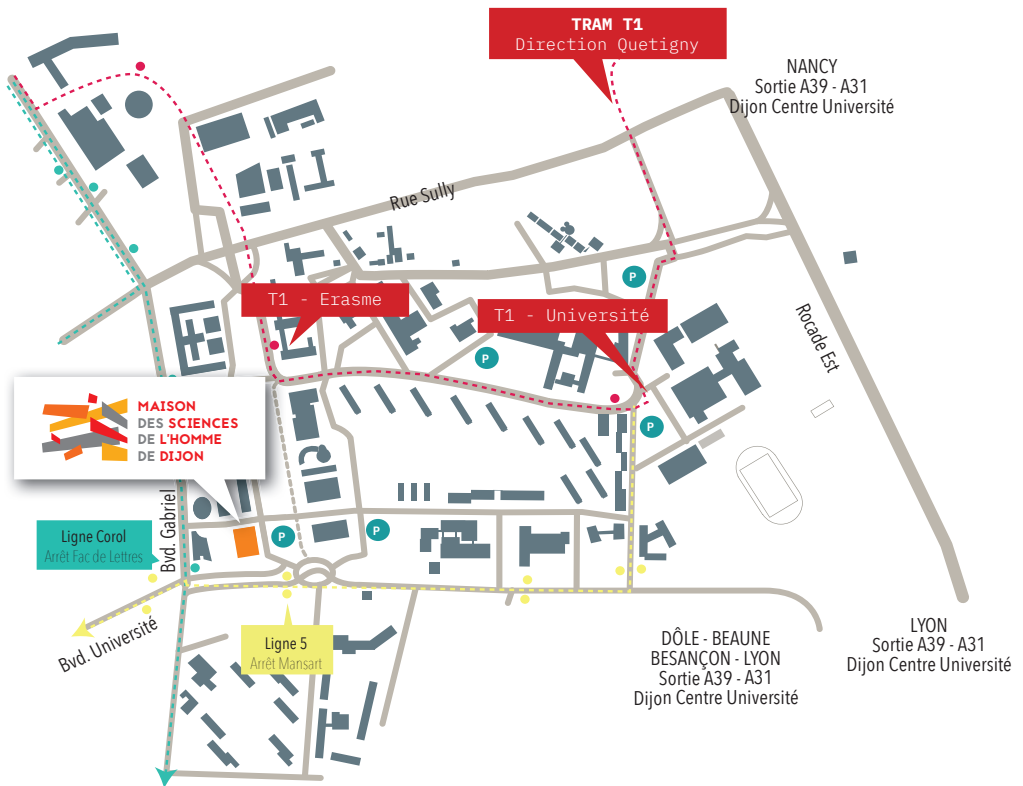 TRAM T1
Direction Quetigny
NANCY
Sortie A39 - A31
Dijon Centre Université
Rue Sully
P
T1 - Erasme
T1 - Université
Rocade Est
P
P
MAISON
DES SCIENCES
DE L'HOMME
DE DIJON
Bvd. Gabriel
Ligne Corol
Arrêt Fac de Lettres
P
P
Bvd. Université
Ligne 5
Arrêt Mansart
DÔLE - BEAUNE
BESANÇON - LYON
Sortie A39 - A31
Dijon Centre Université
LYON
Sortie A39 - A31
Dijon Centre Université